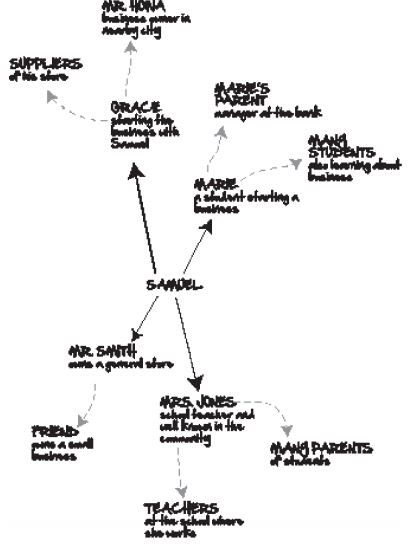 MR. HONA
business owner in
nearby city
SUPPLIERS
of his store
GRACE
starting the
business with
Samuel
MARIE'S
PARENT
manager at the bank
MANY
STUDENTS
also learning about
business
MARIE
a student starting a
business
SAMUEL
MR. SMITH
owns a general store
FRIEND
owns a small
business
MRS. JONES
school teacher and
well known in the
community
MANY PARENTS
of students
TEACHERS
at the school where
she works